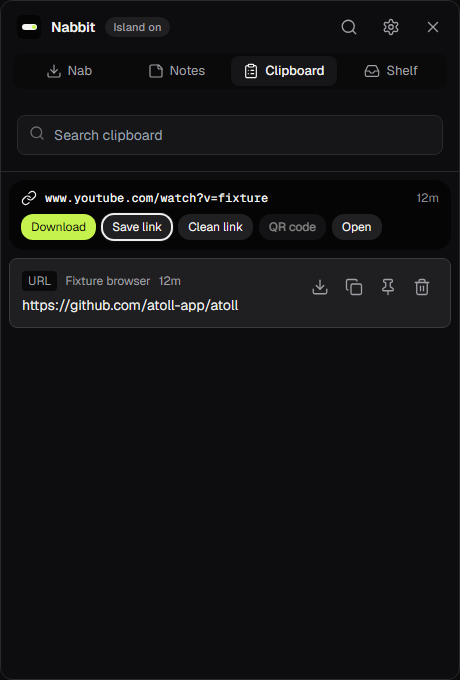 Nabbit Island on
Nab Notes Clipboard Shelf
Search clipboard
www.youtube.com/watch?v=fixture 12m
Download Save link Clean link QR code Open
URL Fixture browser 12m
https://github.com/atoll-app/atoll